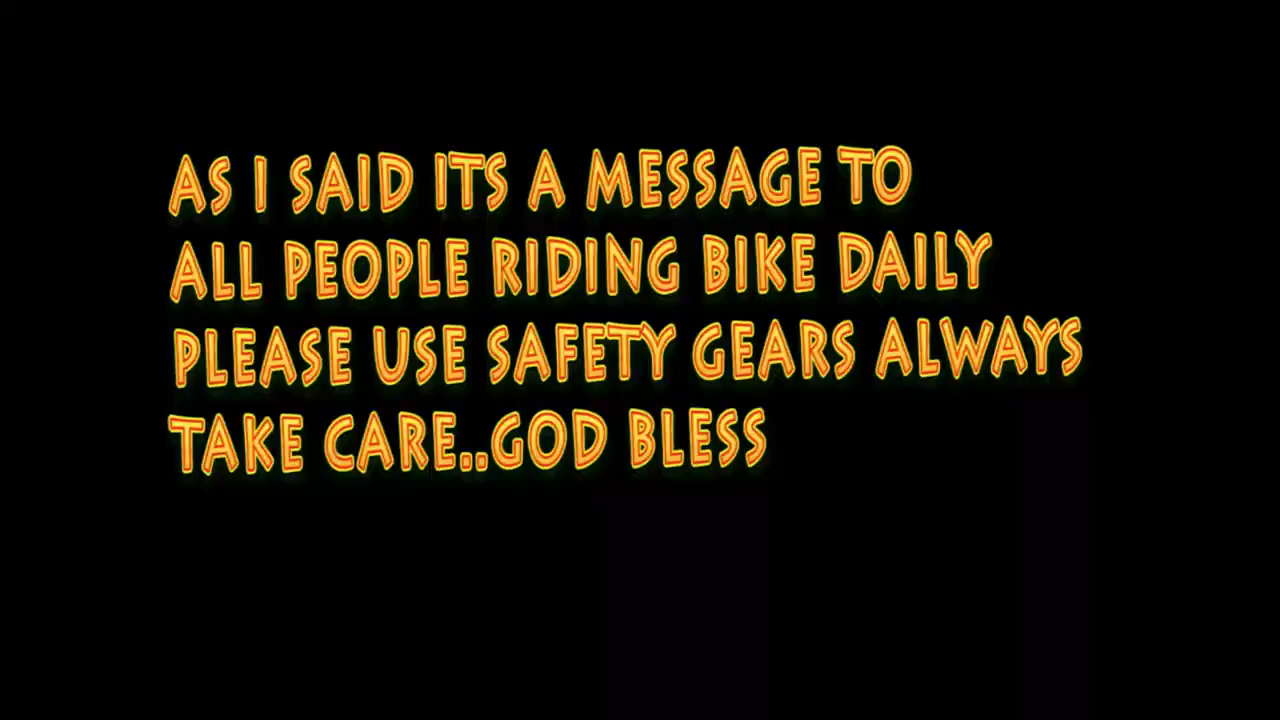 AS I SAID ITS A MESSAGE TO
ALL PEOPLE RIDING BIKE DAILY
PLEASE USE SAFETY GEARS ALWAYS
TAKE CARE..GOD BLESS